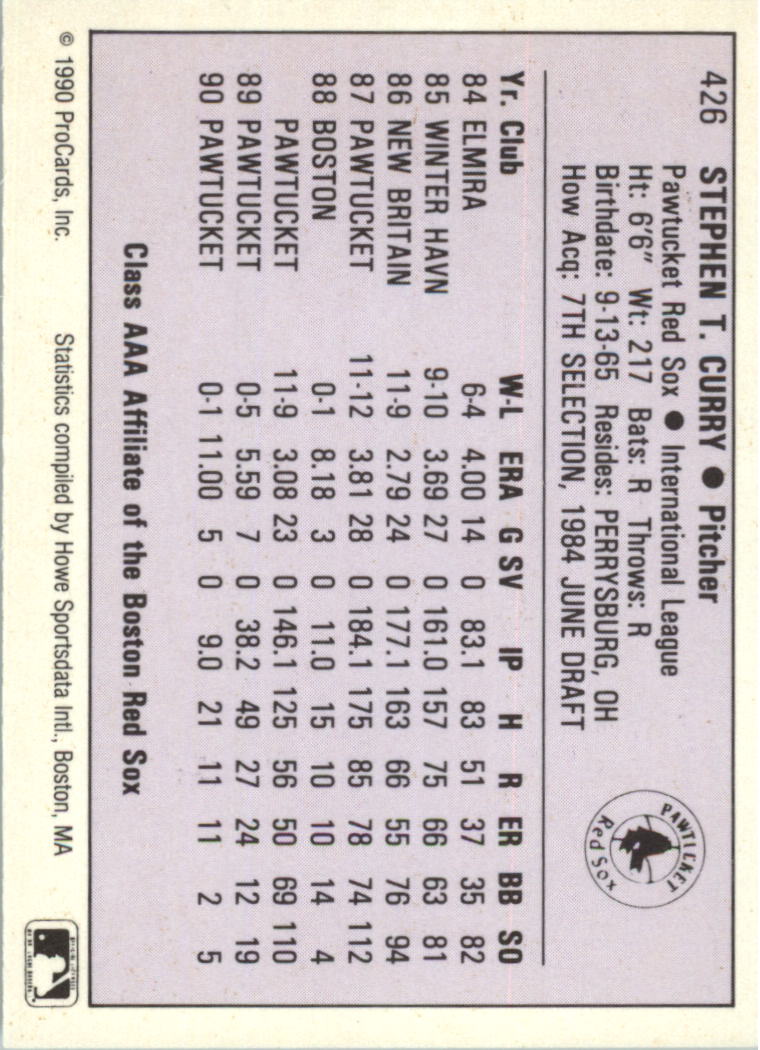 426 STEPHEN T. CURRY ● Pitcher
Pawtucket Red Sox ● International League
Ht: 6'6" Wt: 217 Bats: R Throws: R
Birthdate: 9-13-65 Resides: PERRYSBURG, OH
How Acq: 7TH SELECTION, 1984 JUNE DRAFT
PAWTUCKET
Red Sox
Yr. Club W-L ERA G SV IP H R ER BB SO
84 ELMIRA 6-4 4.00 14 0 83.1 83 51 37 35 82
85 WINTER HAVN 9-10 3.69 27 0 161.0 157 75 66 63 81
86 NEW BRITAIN 11-9 2.79 24 0 177.1 163 66 55 76 94
87 PAWTUCKET 11-12 3.81 28 0 184.1 175 85 78 74 112
88 BOSTON 0-1 8.18 3 0 11.0 15 10 10 14 4
PAWTUCKET 11-9 3.08 23 0 146.1 125 56 50 69 110
89 PAWTUCKET 0-5 5.59 7 0 38.2 49 27 24 12 19
90 PAWTUCKET 0-1 11.00 5 0 9.0 21 11 11 2 5
Class AAA Affiliate of the Boston Red Sox
© 1990 ProCards, Inc. Statistics compiled by Howe Sportsdata Intl., Boston, MA